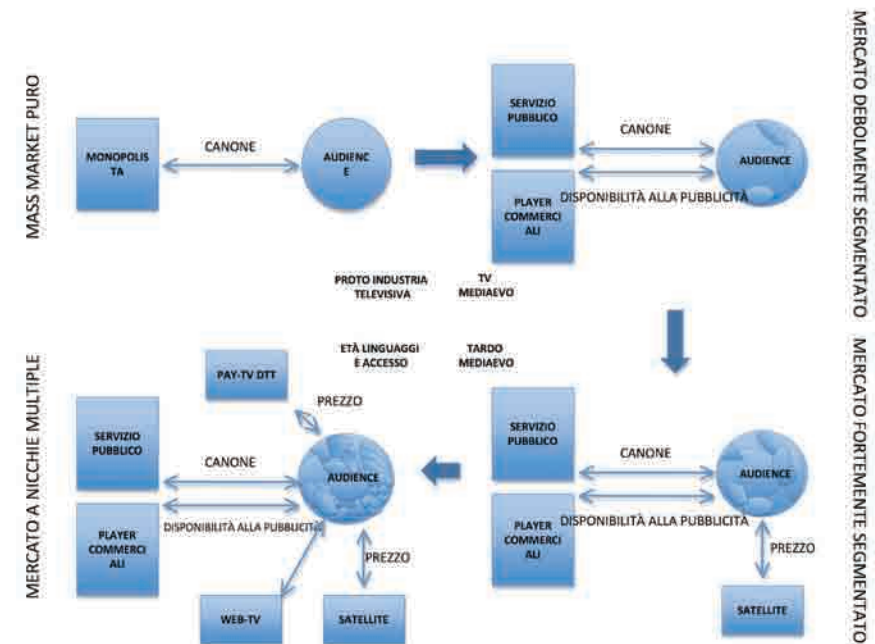 MASS MARKET PURO
MONOPOLIS
TA
CANONE
AUDIENC
E
SERVIZIO
PUBBLICO
CANONE
AUDIENCE
PLAYER
COMMERCI
ALI
DISPONIBILITÀ ALLA PUBBLICITÀ
MERCATO DEBOLMENTE SEGMENTATO
PROTO INDUSTRIA
TELEVISIVA
TV
MEDIAEVO
ETÀ LINGUAGGI
E ACCESSO
TARDO
MEDIAEVO
MERCATO A NICCHIE MULTIPLE
PAY-TV DTT
PREZZO
SERVIZIO
PUBBLICO
CANONE
AUDIENCE
PLAYER
COMMERCI
ALI
DISPONIBILITÀ ALLA PUBBLICITÀ
PREZZO
WEB-TV
SATELLITE
SERVIZIO
PUBBLICO
CANONE
AUDIENCE
PLAYER
COMMERCI
ALI
DISPONIBILITÀ ALLA PUBBLICITÀ
PREZZO
SATELLITE
MERCATO FORTEMENTE SEGMENTATO